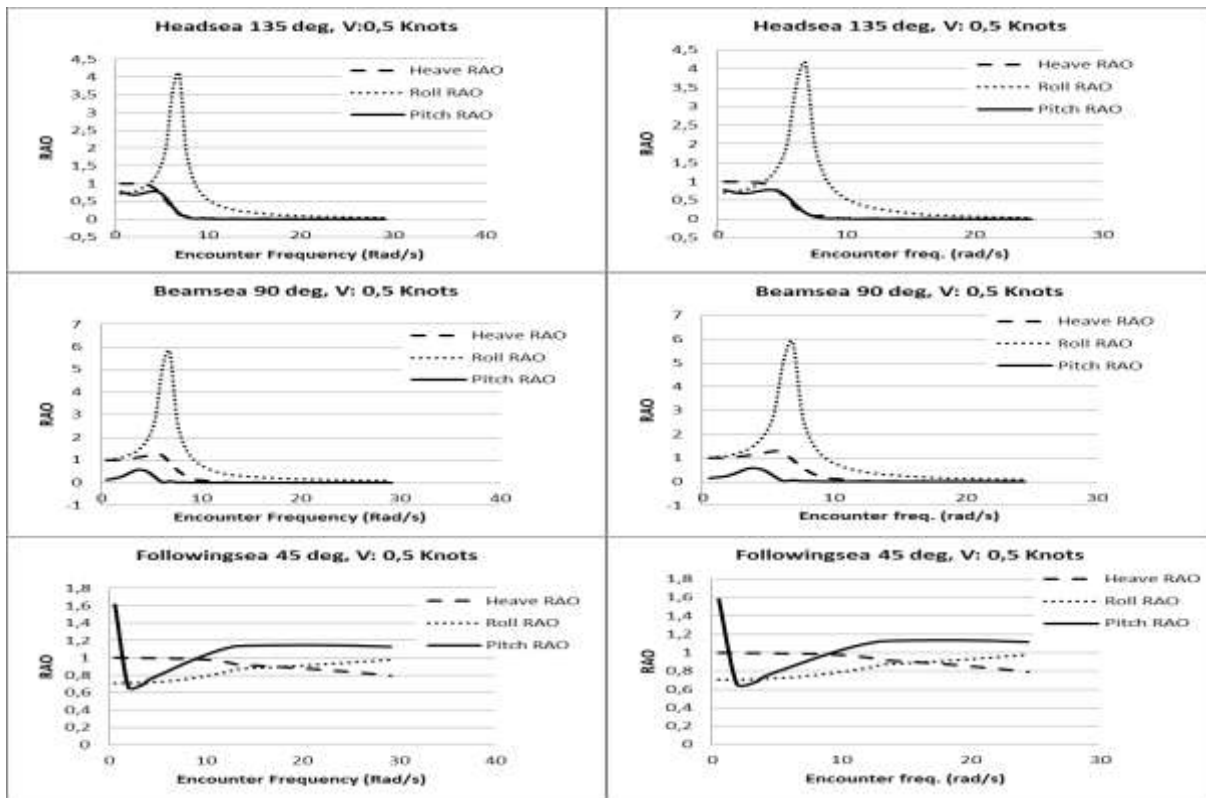 Headsea 135 deg, V:0,5 Knots
4,5
4
3,5
3
2,5
2
1,5
1
0,5
0
-0,5
RAO
Heave RAO
Roll RAO
Pitch RAO
0
10
20
30
40
Encounter Frequency (Rad/s)
Headsea 135 deg, V: 0,5 Knots
4,5
4
3,5
3
2,5
2
1,5
1
0,5
0
-0,5
RAO
Heave RAO
Roll RAO
Pitch RAO
0
10
20
30
Encounter freq. (rad/s)
Beamsea 90 deg, V: 0,5 Knots
7
6
5
4
3
2
1
0
-1
RAO
Heave RAO
Roll RAO
Pitch RAO
0
10
20
30
40
Encounter Frequency (Rad/s)
Beamsea 90 deg, V: 0,5 Knots
7
6
5
4
3
2
1
0
-1
RAO
Heave RAO
Roll RAO
Pitch RAO
0
10
20
30
Encounter freq. (rad/s)
Followingsea 45 deg, V: 0,5 Knots
1,8
1,6
1,4
1,2
1
0,8
0,6
0,4
0,2
0
RAO
Heave RAO
Roll RAO
Pitch RAO
0
10
20
30
40
Encounter Frequency (Rad/s)
Followingsea 45 deg, V: 0,5 Knots
1,8
1,6
1,4
1,2
1
0,8
0,6
0,4
0,2
0
RAO
Heave RAO
Roll RAO
Pitch RAO
0
10
20
30
Encounter freq. (rad/s)